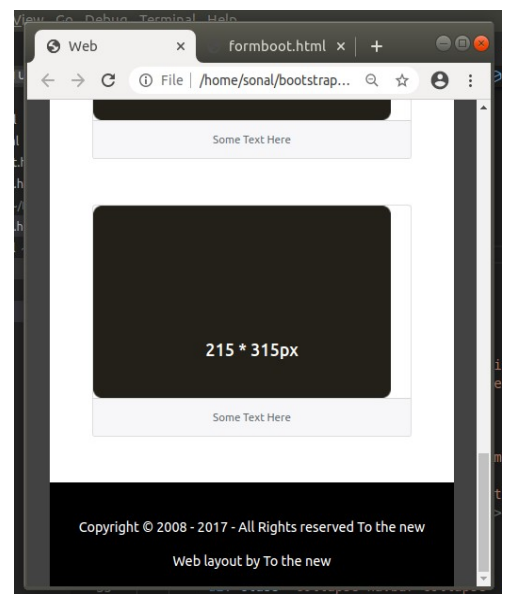 View Go Debug Terminal Help
Web × formboot.html × +
File | /home/sonal/bootstrap...
Some Text Here
215 * 315px
Some Text Here
Copyright © 2008 - 2017 - All Rights reserved To the new
Web layout by To the new